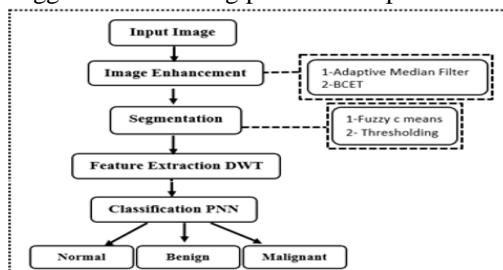 Input Image
Image Enhancement
1-Adaptive Median Filter
2-BCET
Segmentation
1-Fuzzy c means
2- Thresholding
Feature Extraction DWT
Classification PNN
Normal
Benign
Malignant